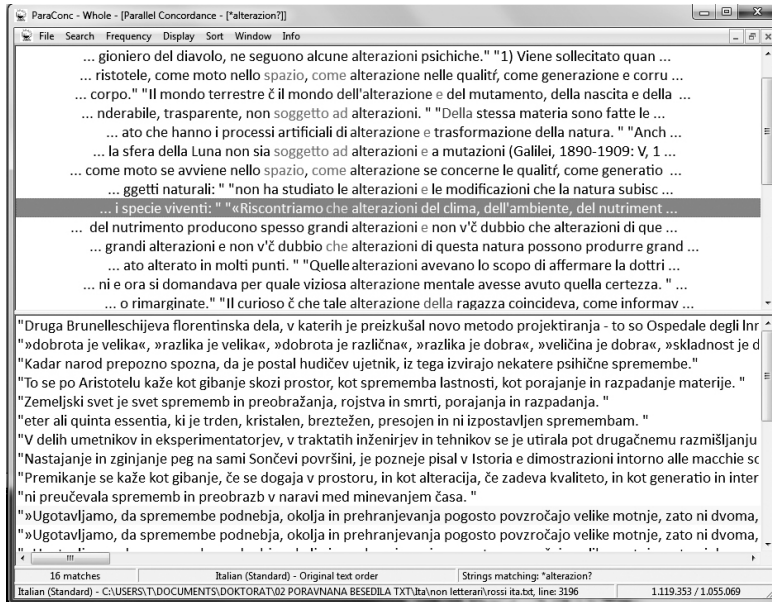 ParaConc - Whole - [Parallel Concordance - [*alterazion?]]
File Search Frequency Display Sort Window Info
... gioniero del diavolo, ne seguono alcune alterazioni psichiche." "1) Viene sollecitato quan ...
... ristotele, come moto nello spazio, come alterazione nelle qualitŕ, come generazione e corru ...
... corpo." "Il mondo terrestre č il mondo dell'alterazione e del mutamento, della nascita e della ...
... nderabile, trasparente, non soggetto ad alterazioni. " "Della stessa materia sono fatte le ...
... ato che hanno i processi artificiali di alterazione e trasformazione della natura. " "Anch ...
... la sfera della Luna non sia soggetto ad alterazioni e a mutazioni (Galilei, 1890-1909: V, 1 ...
... come moto se avviene nello spazio, come alterazione se concerne le qualitŕ, come generatio ...
... ggetti naturali: " "non ha studiato le alterazioni e le modificazioni che la natura subisc ...
... i specie viventi: " "«Riscontriamo che alterazioni del clima, dell'ambiente, del nutriment ...
... del nutrimento producono spesso grandi alterazioni e non v'č dubbio che alterazioni di que ...
... grandi alterazioni e non v'č dubbio che alterazioni di questa natura possono produrre grand ...
... ato alterato in molti punti. " "Quelle alterazioni avevano lo scopo di affermare la dottri ...
... ni e ora si domandava per quale viziosa alterazione mentale avesse avuto quella certezza. " ...
... o rimarginate." "Il curioso č che tale alterazione della ragazza coincideva, come informav ...
"Druga Brunelleschijeva florentinska dela, v katerih je preizkušal novo metodo projektiranja - to so Ospedale degli Inr
"»dobrota je velika«, »razlika je velika«, »dobrota je različna«, »razlika je dobra«, »veličina je dobra«, »skladnost je d
"Kadar narod prepozno spozna, da je postal hudičev ujetnik, iz tega izvirajo nekatere psihične spremembe."
"To se po Aristotelu kaže kot gibanje skozi prostor, kot sprememba lastnosti, kot porajanje in razpadanje materije. "
"Zemeljski svet je svet sprememb in preobražanja, rojstva in smrti, porajanja in razpadanja. "
"eter ali quinta essentia, ki je trden, kristalen, breztežen, presojen in ni izpostavljen spremembam. "
"V delih umetnikov in eksperimentatorjev, v traktatih inženirjev in tehnikov se je utirala pot drugačnemu razmišljanju
"Nastajanje in zginjanje peg na sami Sončevi površini, je pozneje pisal v Istoria e dimostrazioni intorno alle macchie sc
"Premikanje se kaže kot gibanje, če se dogaja v prostoru, in kot alteracija, če zadeva kvaliteto, in kot generatio in inter
"ni preučevala sprememb in preobrazb v naravi med minevanjem časa. "
"»Ugotavljamo, da spremembe podnebja, okolja in prehranjevanja pogosto povzročajo velike motnje, zato ni dvoma,
"»Ugotavljamo, da spremembe podnebja, okolja in prehranjevanja pogosto povzročajo velike motnje, zato ni dvoma,
16 matches Italian (Standard) - Original text order Strings matching: *alterazion?
Italian (Standard) - C:\USERS\T\DOCUMENTS\DOKTORAT\02 PORAVNANA BESEDILA TXT\Ita\non letterari\rossi ita.txt, line: 3196 1.119.353 / 1.055.069